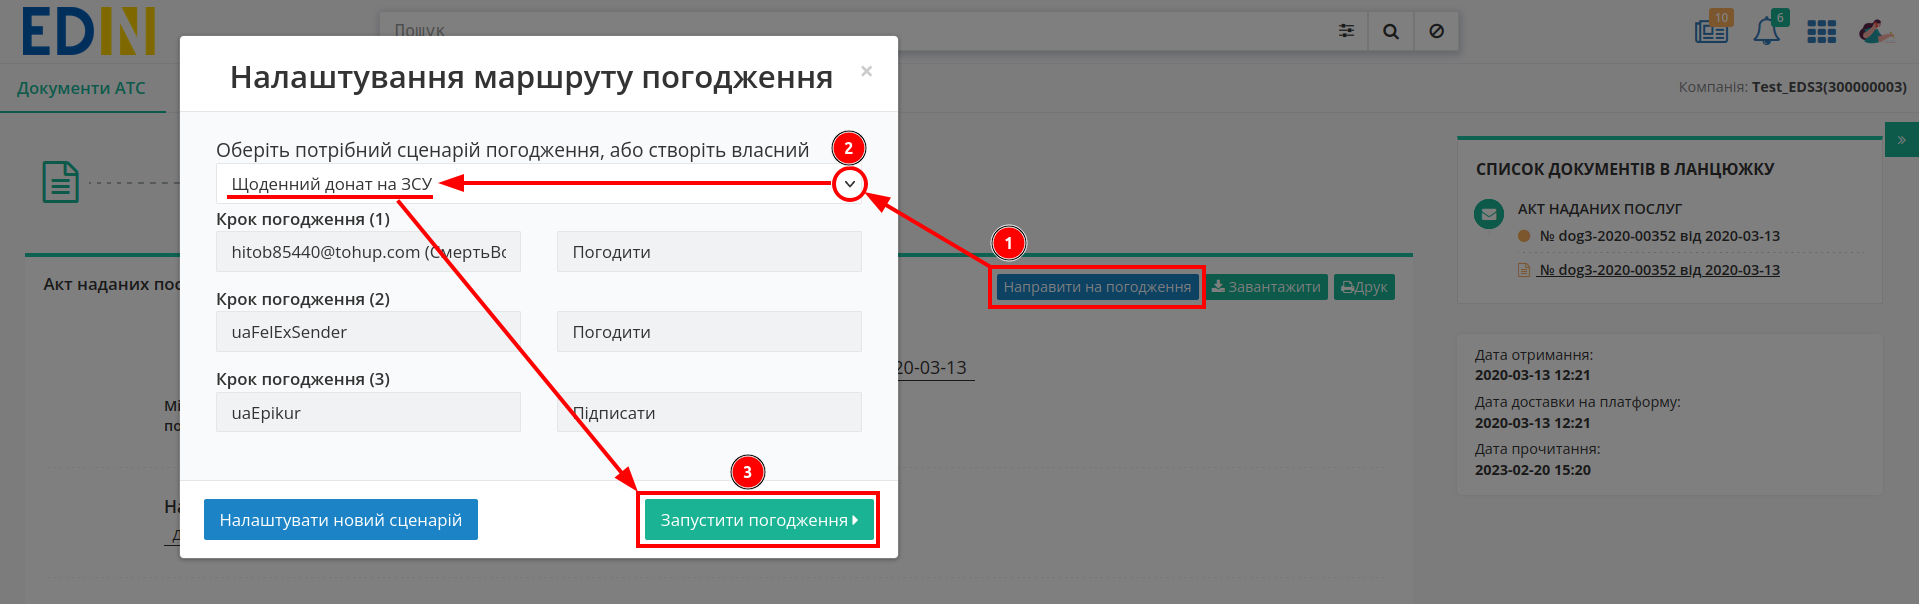 EDIN
Пошук
10
6
Документи АТС
Компанія: Test_EDS3(300000003)
Налаштування маршруту погодження
×
Оберіть потрібний сценарій погодження, або створіть власний
2
Щоденний донат на ЗСУ
Крок погодження (1)
hitob85440@tohup.com (СмертьВо
Погодити
Крок погодження (2)
uaFelExSender
Погодити
Крок погодження (3)
uaEpikur
Підписати
3
Налаштувати новий сценарій
Запустити погодження
1
Акт наданих пос
Направити на погодження
Завантажити
Друк
20-03-13
Мі
по
На
Д
»
СПИСОК ДОКУМЕНТІВ В ЛАНЦЮЖКУ
АКТ НАДАНИХ ПОСЛУГ
№ dog3-2020-00352 від 2020-03-13
№ dog3-2020-00352 від 2020-03-13
Дата отримання:
2020-03-13 12:21
Дата доставки на платформу:
2020-03-13 12:21
Дата прочитання:
2023-02-20 15:20